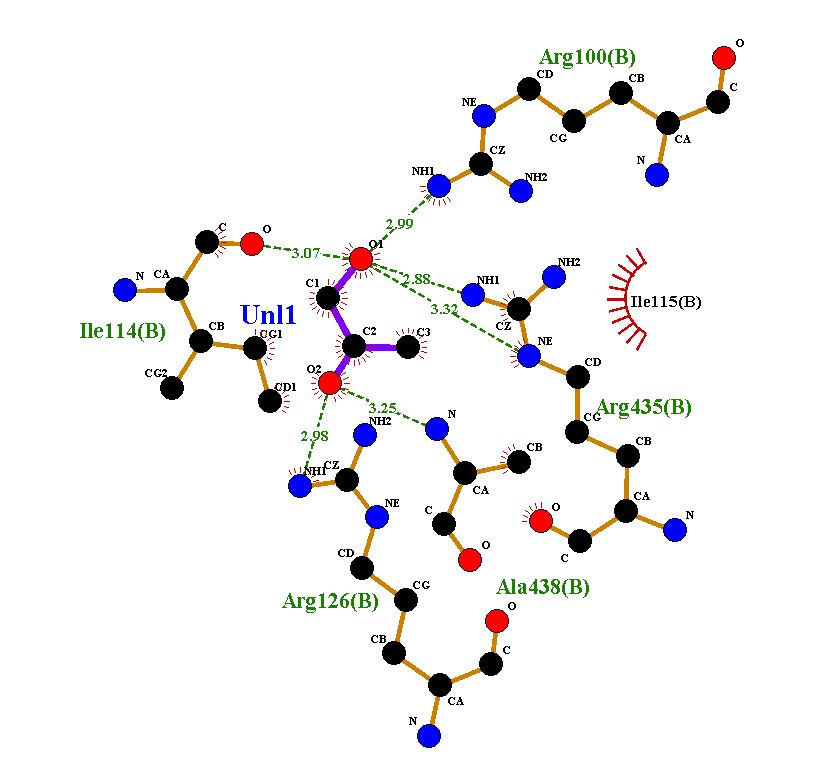 O
Arg100(B)
CD
CB
C
NE
CG
CA
CZ
N
NH1
NH2
2.99
C
O
O1
3.07
NH2
2.88
CA
N
C1
NH1
3.32
Ile115(B)
Unl1
CZ
Ile114(B)
CB
CG1
C2
C3
NE
CG2
O2
CD
CD1
3.25
Arg435(B)
N
NH2
CG
2.98
CB
CB
NH1
CZ
CA
NE
C
O
CA
N
O
C
CD
Ala438(B)
CG
Arg126(B)
O
CB
C
CA
N